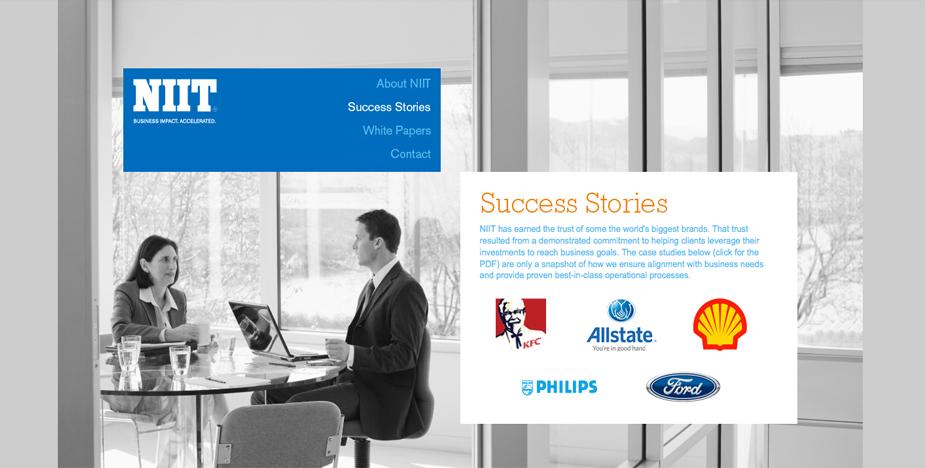 NIIT
BUSINESS IMPACT. ACCELERATED.
About NIIT
Success Stories
White Papers
Contact
Success Stories
NIIT has earned the trust of some the world's biggest brands. That trust
resulted from a demonstrated commitment to helping clients leverage their
investments to reach business goals. The case studies below (click for the
PDF) are only a snapshot of how we ensure alignment with business needs
and provide proven best-in-class operational processes.
KFC
Allstate
You're in good hand
PHILIPS
Ford